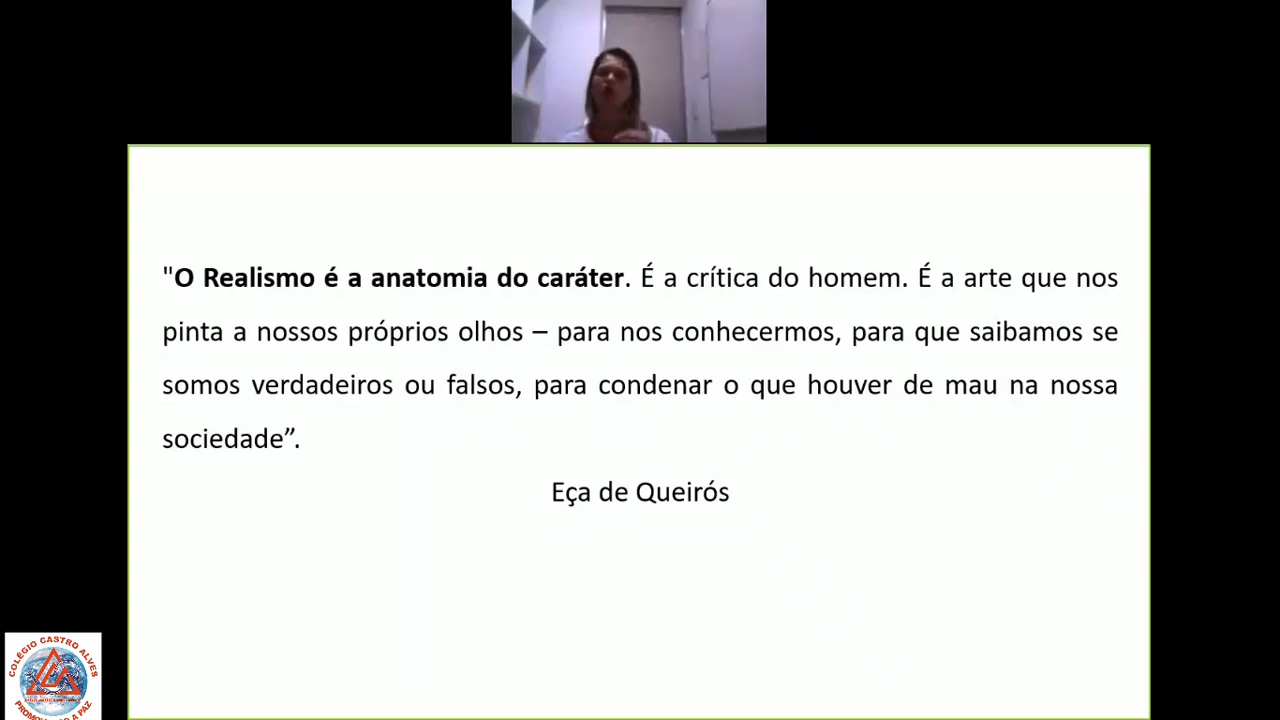 "O Realismo é a anatomia do caráter. É a crítica do homem. É a arte que nos
pinta a nossos próprios olhos – para nos conhecermos, para que saibamos se
somos verdadeiros ou falsos, para condenar o que houver de mau na nossa
sociedade”.
Eça de Queirós
COLÉGIO CASTRO ALVES